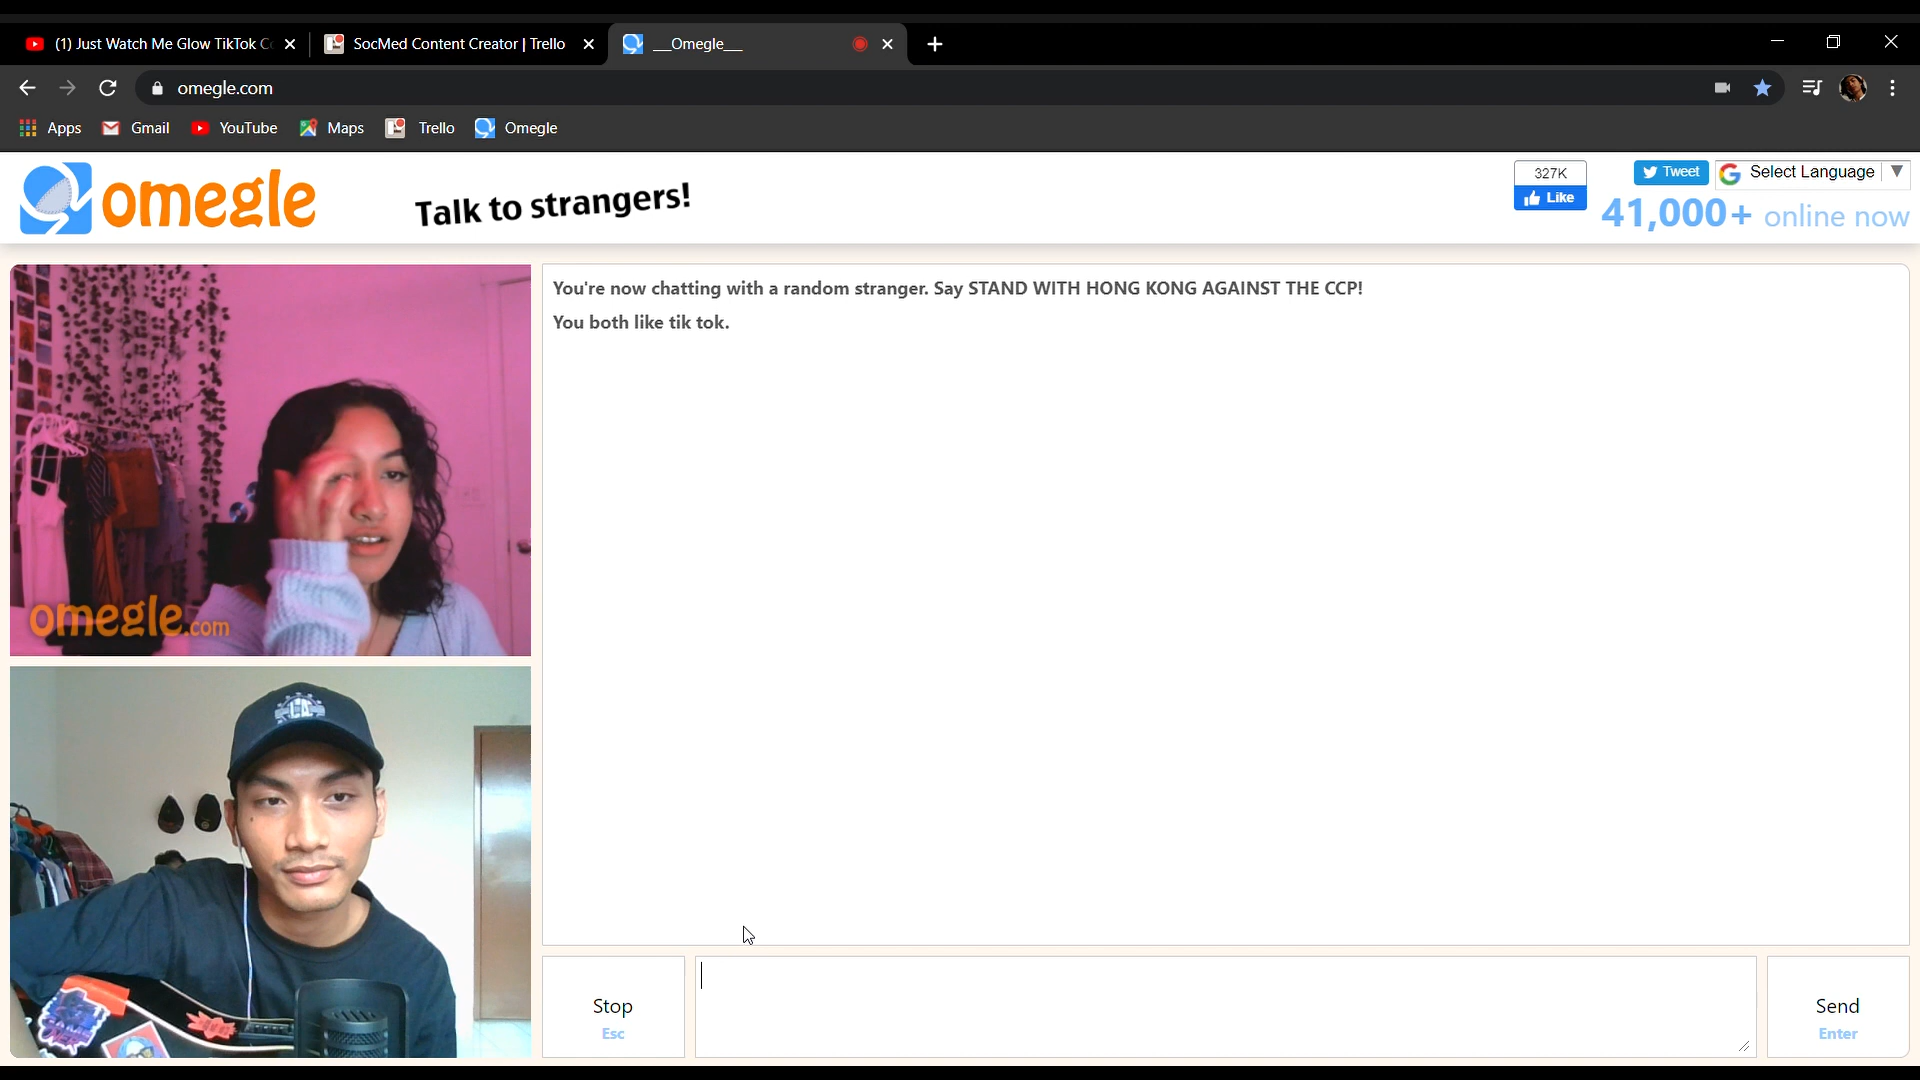 (1) Just Watch Me Glow TikTok C
SocMed Content Creator | Trello
__Omegle__
omegle.com
Apps
Gmail
YouTube
Maps
Trello
Omegle
omegle
Talk to strangers!
327K
Like
Tweet
Select Language
41,000+ online now
You're now chatting with a random stranger. Say STAND WITH HONG KONG AGAINST THE CCP!
You both like tik tok.
omegle.com
Stop
Esc
Send
Enter